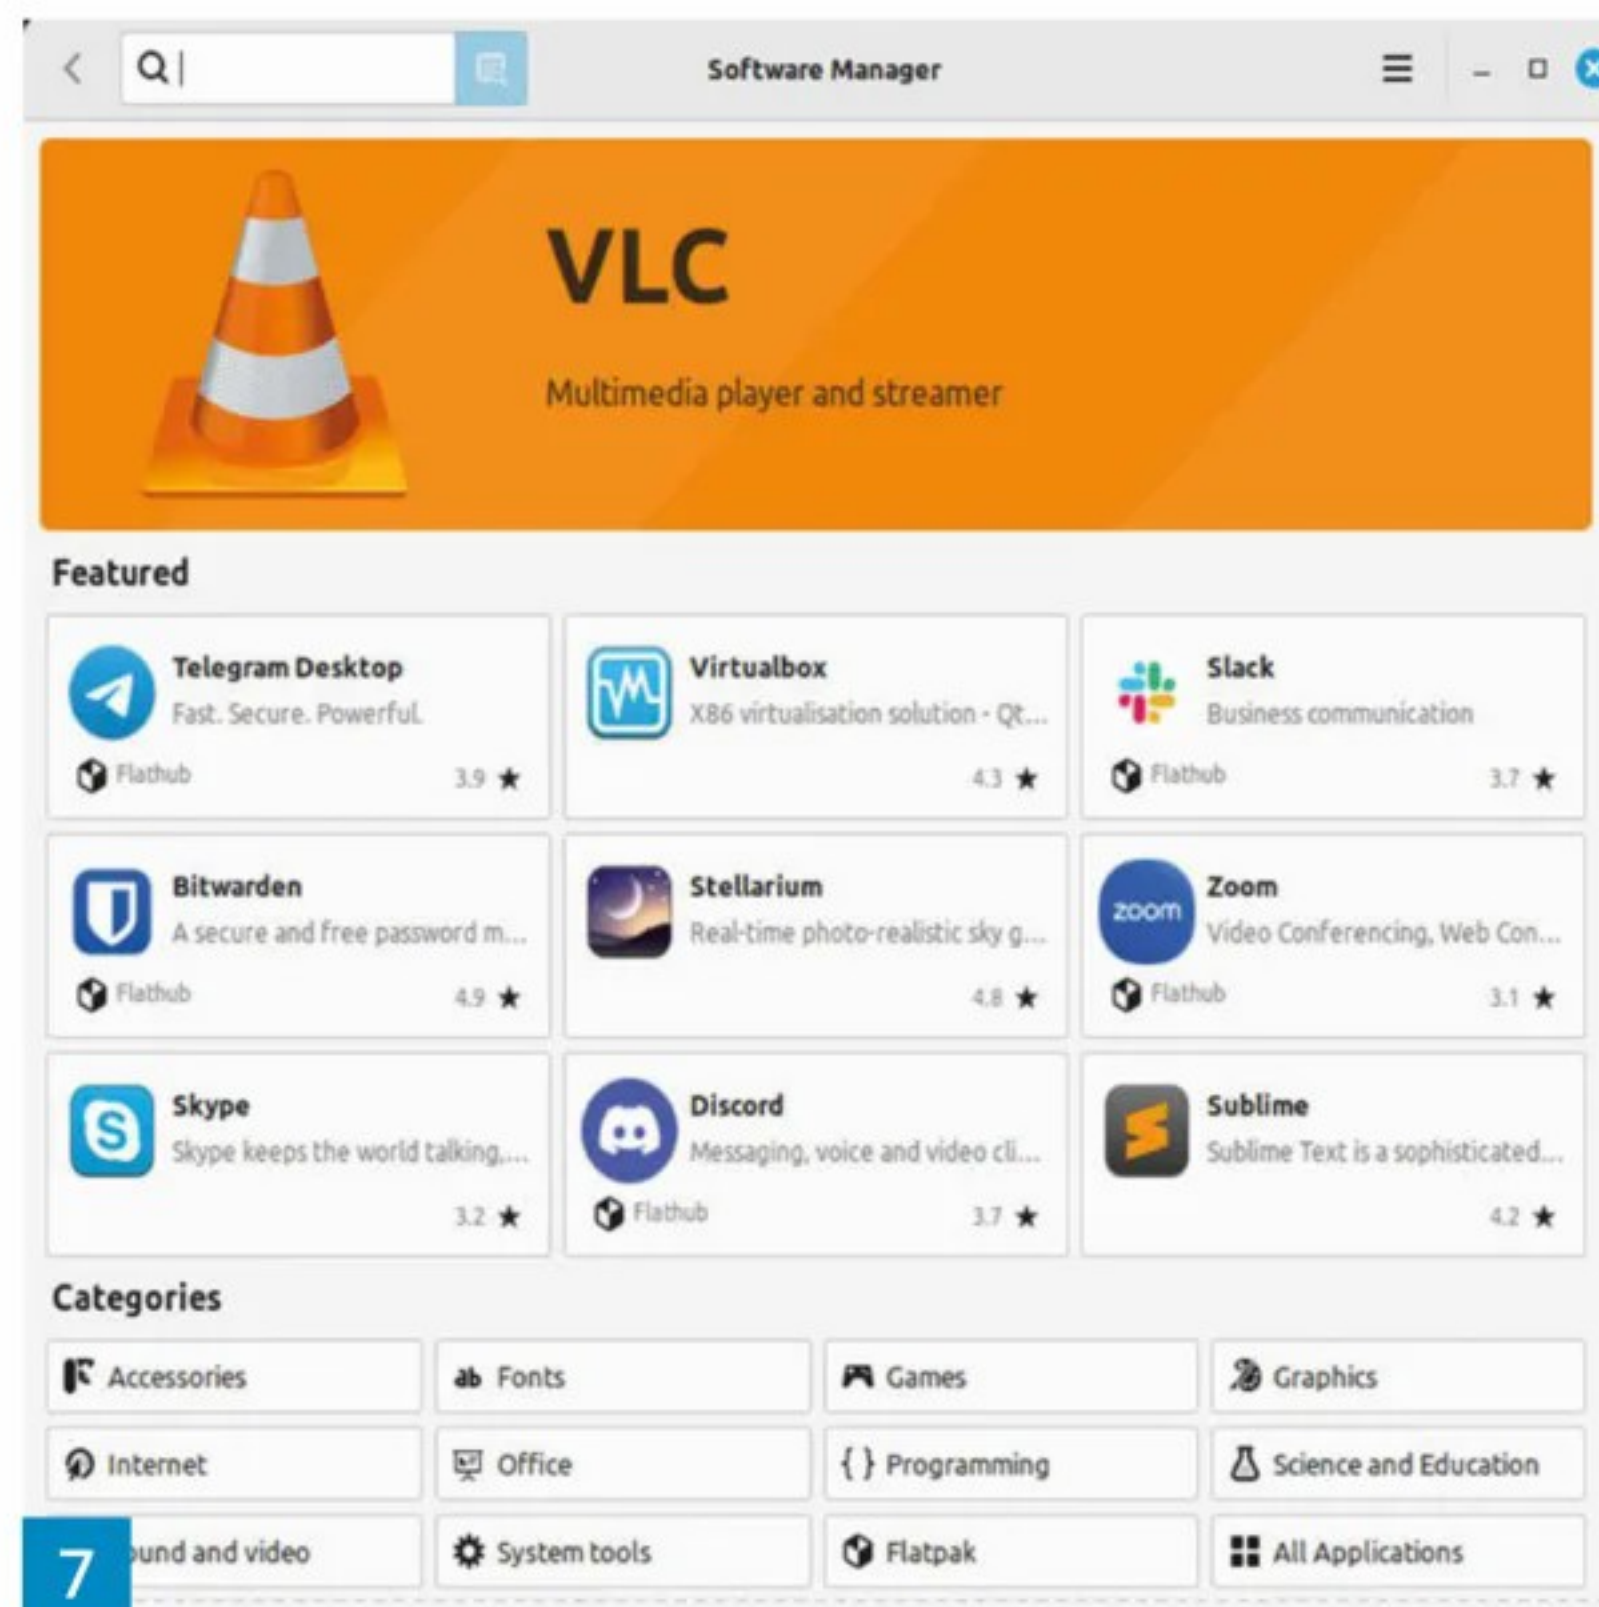 Software Manager
VLC
Multimedia player and streamer
Featured
Telegram Desktop
Fast. Secure. Powerful.
Flathub
3.9 ★
Virtualbox
X86 virtualisation solution - Qt...
4.3 ★
Slack
Business communication
Flathub
3.7 ★
Bitwarden
A secure and free password m...
Flathub
4.9 ★
Stellarium
Real-time photo-realistic sky g...
4.8 ★
zoom
Zoom
Video Conferencing, Web Con...
Flathub
3.1 ★
Skype
Skype keeps the world talking,...
3.2 ★
Discord
Messaging, voice and video cli...
Flathub
3.7 ★
Sublime
Sublime Text is a sophisticated...
4.2 ★
Categories
Accessories
ab Fonts
Games
Graphics
Internet
Office
{ } Programming
Science and Education
und and video
System tools
Flatpak
All Applications
7